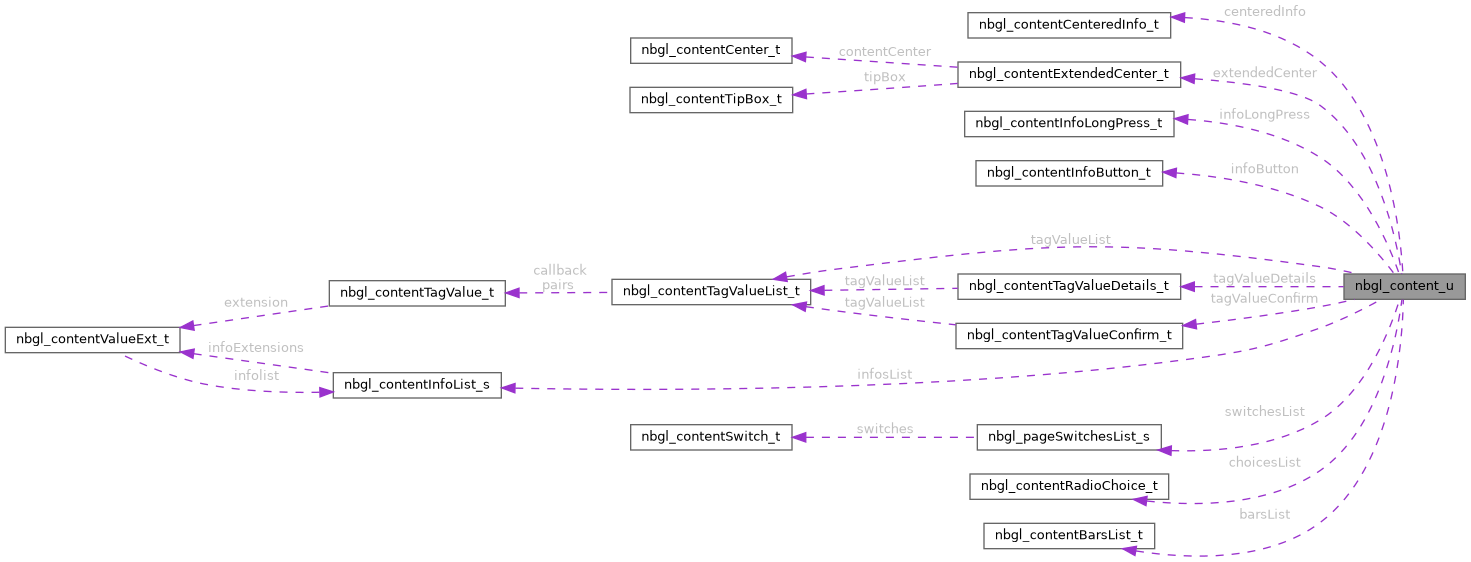 centeredInfo
nbgl_contentCenteredInfo_t
nbgl_contentCenter_t
contentCenter
nbgl_contentExtendedCenter_t
extendedCenter
tipBox
nbgl_contentTipBox_t
nbgl_contentInfoLongPress_t
infoLongPress
nbgl_contentInfoButton_t
infoButton
tagValueList
callback
pairs
nbgl_contentTagValue_t
nbgl_contentTagValueList_t
tagValueList
nbgl_contentTagValueDetails_t
tagValueDetails
nbgl_content_u
extension
tagValueList
tagValueConfirm
nbgl_contentValueExt_t
nbgl_contentTagValueConfirm_t
infoExtensions
infolist
nbgl_contentInfoList_s
infosList
switchesList
nbgl_contentSwitch_t
switches
nbgl_pageSwitchesList_s
choicesList
nbgl_contentRadioChoice_t
barsList
nbgl_contentBarsList_t